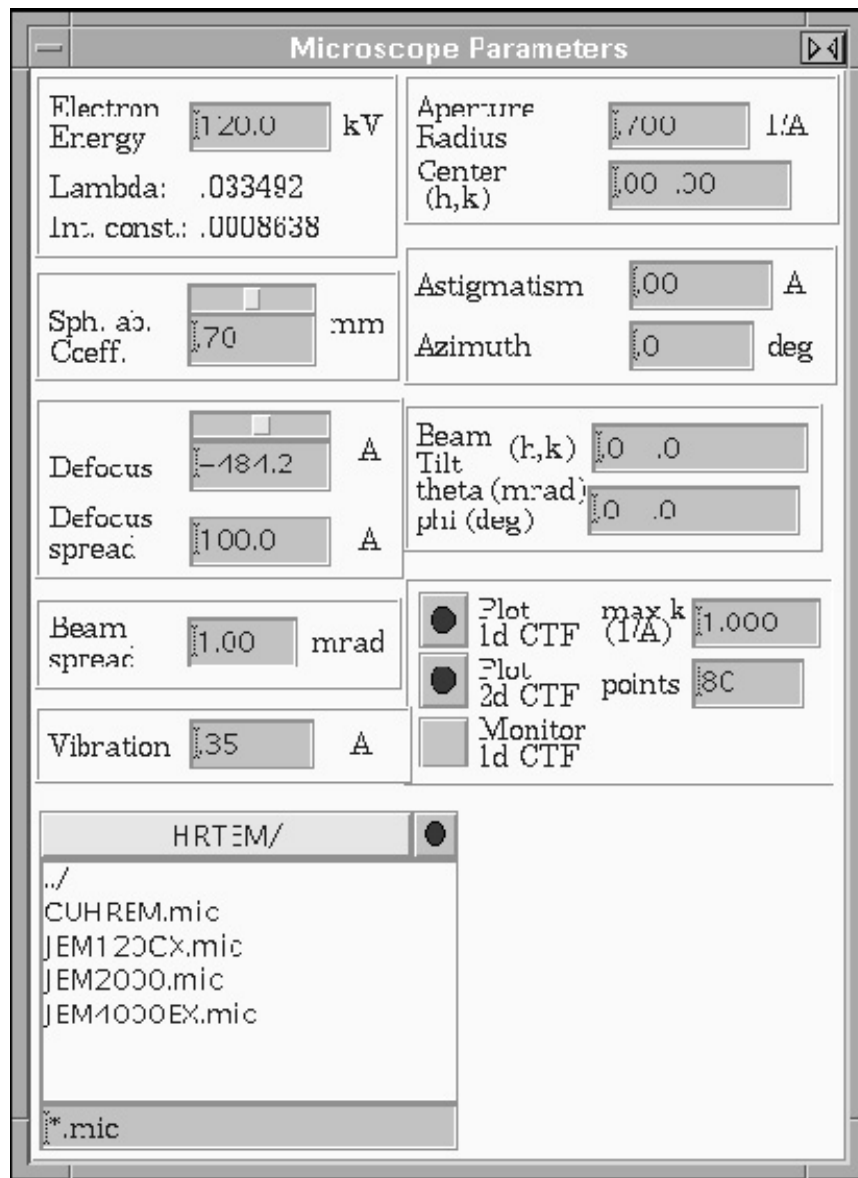 Microscope Parameters
Electron Energy 120.0 kV
Lambda: .033492
Int. const.: .0008638
Sph. ab. Coeff. .70 mm
Defocus -484.2 A
Defocus spread 100.0 A
Beam spread 1.00 mrad
Vibration .35 A
Aperture Radius .700 1/A
Center (h,k) .00 .00
Astigmatism .00 A
Azimuth .0 deg
Beam Tilt (h,k) .0 .0
theta (mrad) phi (deg) .0 .0
Plot 1d CTF max k (1/A) 1.000
Plot 2d CTF points 80
Monitor 1d CTF
HRTEM/
../
CUHREM.mic
JEM120CX.mic
JEM2000.mic
JEM4000EX.mic
*.mic